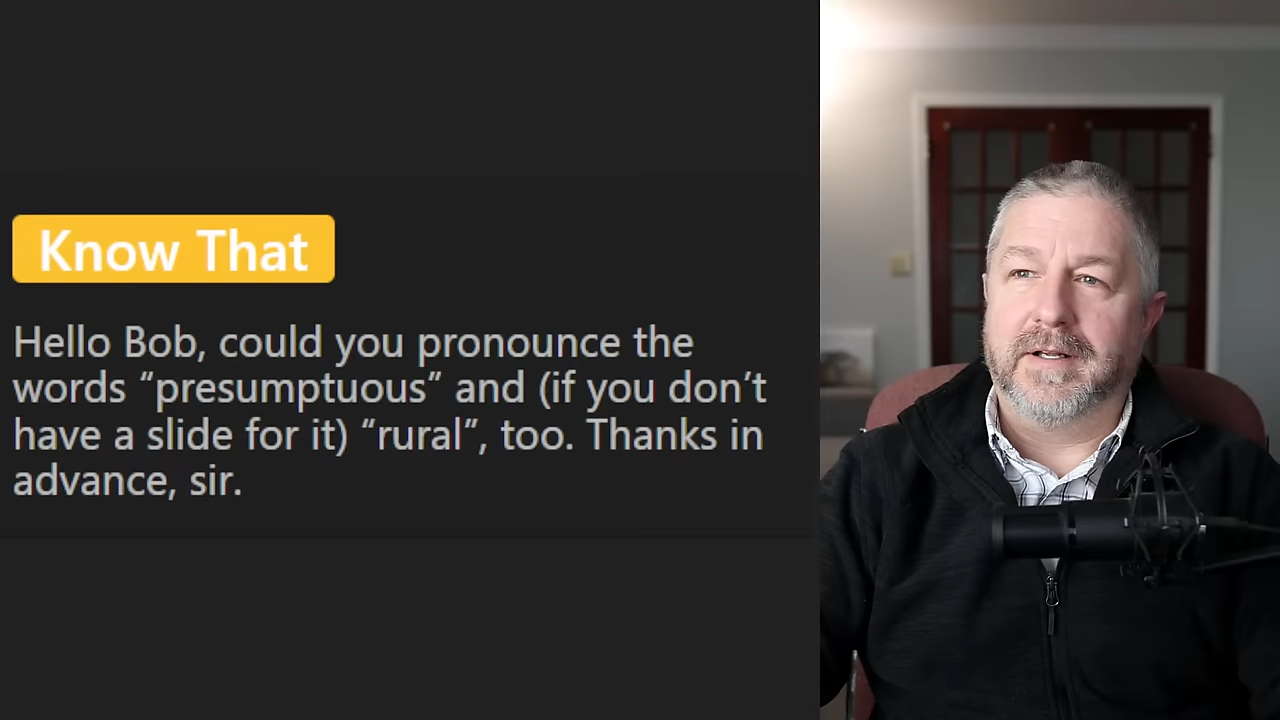 Know That
Hello Bob, could you pronounce the
words “presumptuous” and (if you don’t
have a slide for it) “rural”, too. Thanks in
advance, sir.